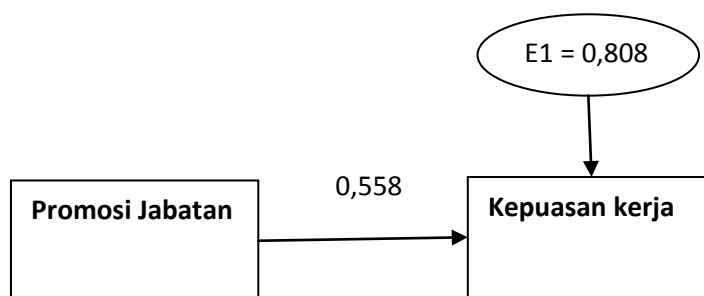 E1 = 0,808
0,558
Promosi Jabatan
Kepuasan kerja